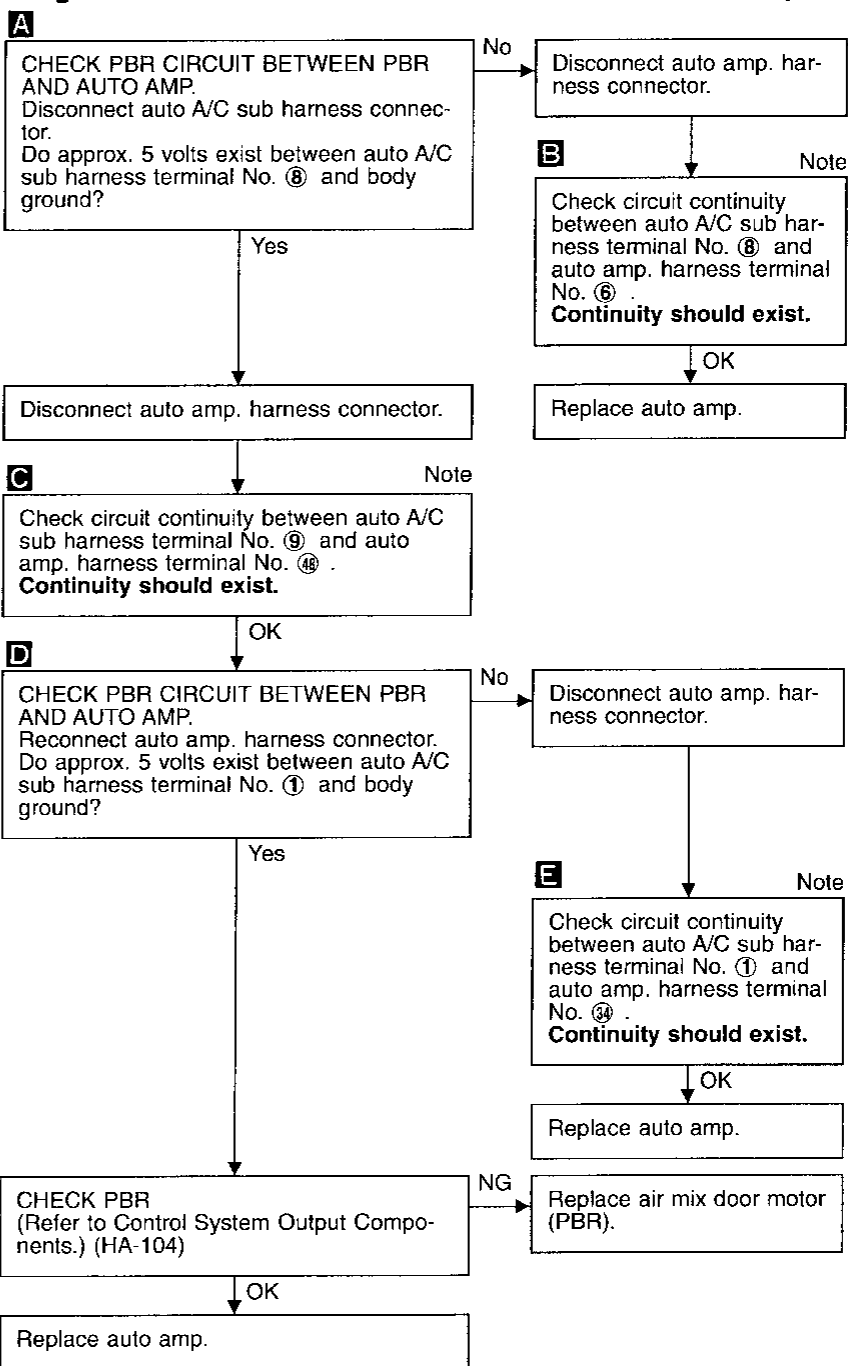 A
CHECK PBR CIRCUIT BETWEEN PBR
AND AUTO AMP.
Disconnect auto A/C sub harness connec-
tor.
Do approx. 5 volts exist between auto A/C
sub harness terminal No. ⑧ and body
ground?
No
Disconnect auto amp. har-
ness connector.
Yes
B
Note
Check circuit continuity
between auto A/C sub har-
ness terminal No. ⑧ and
auto amp. harness terminal
No. ⑥ .
Continuity should exist.
OK
Replace auto amp.
Disconnect auto amp. harness connector.
C
Note
Check circuit continuity between auto A/C
sub harness terminal No. ⑨ and auto
amp. harness terminal No. ㊽ .
Continuity should exist.
OK
D
CHECK PBR CIRCUIT BETWEEN PBR
AND AUTO AMP.
Reconnect auto amp. harness connector.
Do approx. 5 volts exist between auto A/C
sub harness terminal No. ① and body
ground?
No
Disconnect auto amp. har-
ness connector.
Yes
E
Note
Check circuit continuity
between auto A/C sub har-
ness terminal No. ① and
auto amp. harness terminal
No. ㉞ .
Continuity should exist.
OK
Replace auto amp.
CHECK PBR
(Refer to Control System Output Compo-
nents.) (HA-104)
NG
Replace air mix door motor
(PBR).
OK
Replace auto amp.